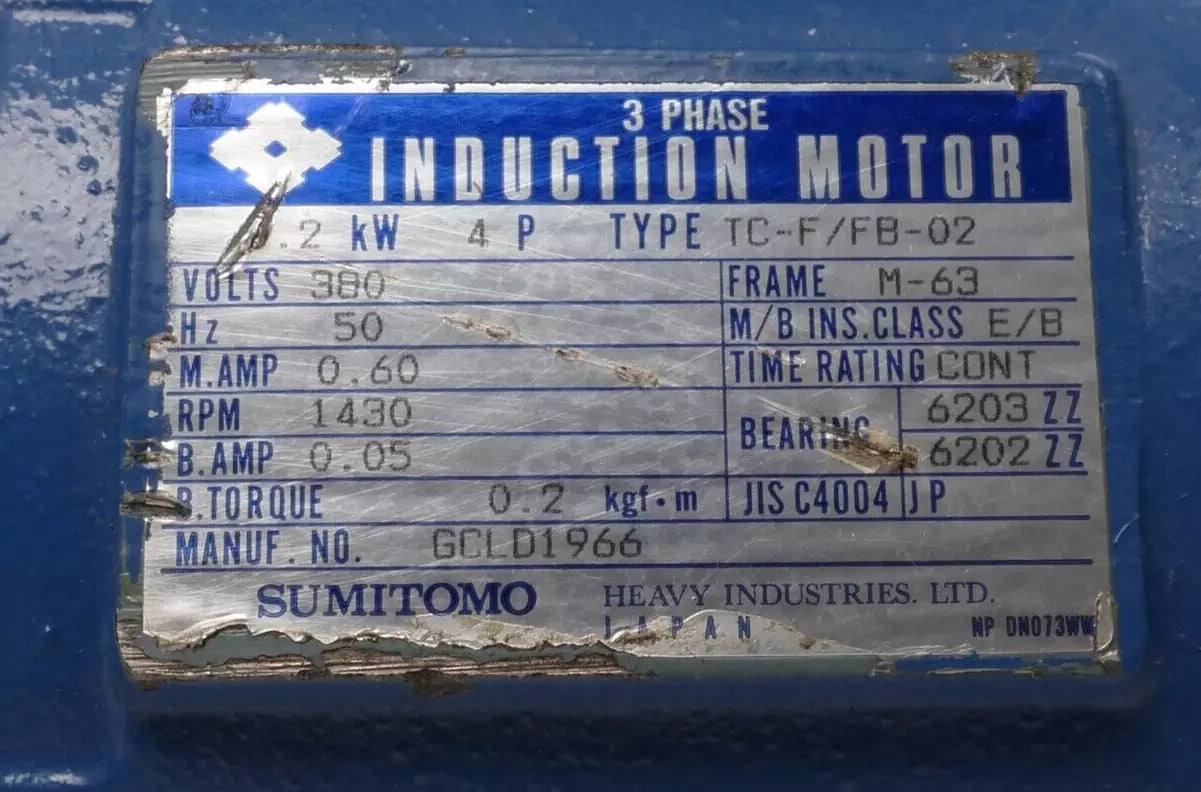 3 PHASE
INDUCTION MOTOR
.2 kW 4 P TYPE TC-F/FB-02
VOLTS 380 FRAME M-63
Hz 50 M/B INS.CLASS E/B
M.AMP 0.60 TIME RATING CONT
RPM 1430 BEARING 6203 ZZ
B.AMP 0.05 6202 ZZ
B.TORQUE 0.2 kgf·m JIS C4004 JP
MANUF. NO. GCLD1966
SUMITOMO HEAVY INDUSTRIES. LTD.
JAPAN NP DN073WW